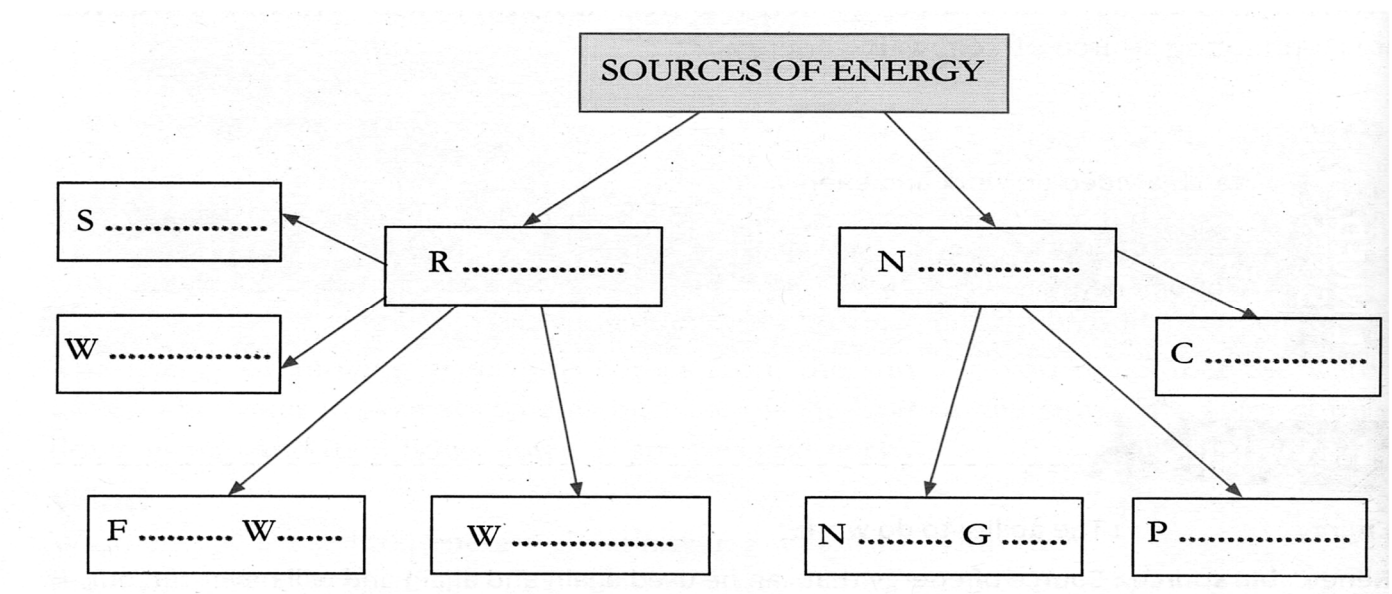 SOURCES OF ENERGY
S ..................
R ..................
N ..................
W ..................
C ..................
F .......... W.......
W ..................
N .......... G .......
P ..................